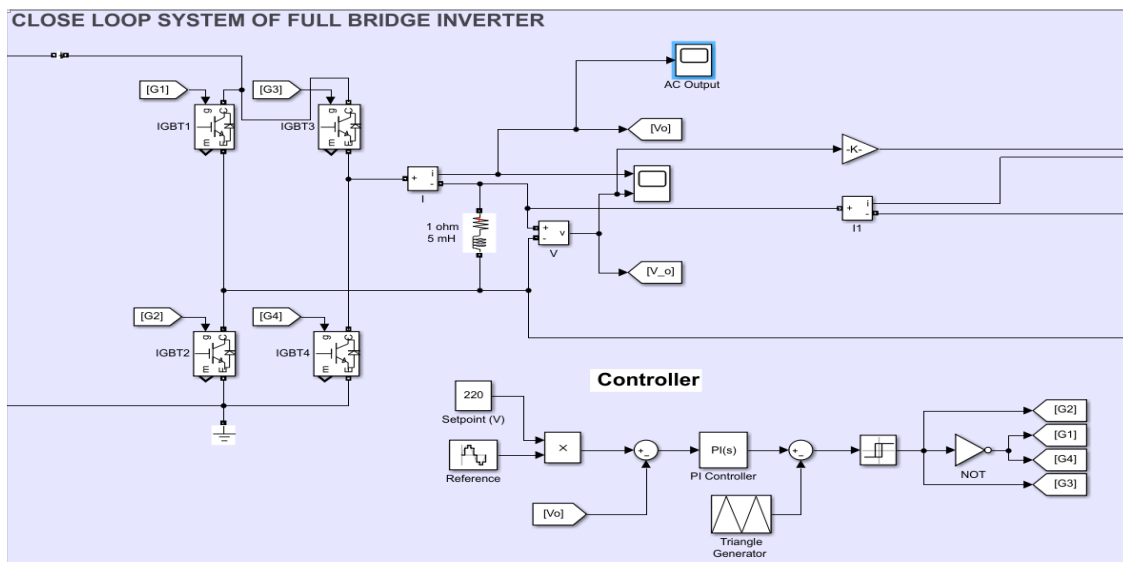 CLOSE LOOP SYSTEM OF FULL BRIDGE INVERTER
[G1]
[G3]
g
C
m
E
IGBT1
g
C
m
E
IGBT3
AC Output
[Vo]
-K-
+
i
-
I
+
i
-
I1
1 ohm
5 mH
+
-
v
V
[V_o]
[G2]
[G4]
g
C
m
E
IGBT2
g
C
m
E
IGBT4
Controller
220
Setpoint (V)
Reference
X
+
-
PI(s)
PI Controller
+
-
[Vo]
Triangle
Generator
NOT
[G2]
[G1]
[G4]
[G3]